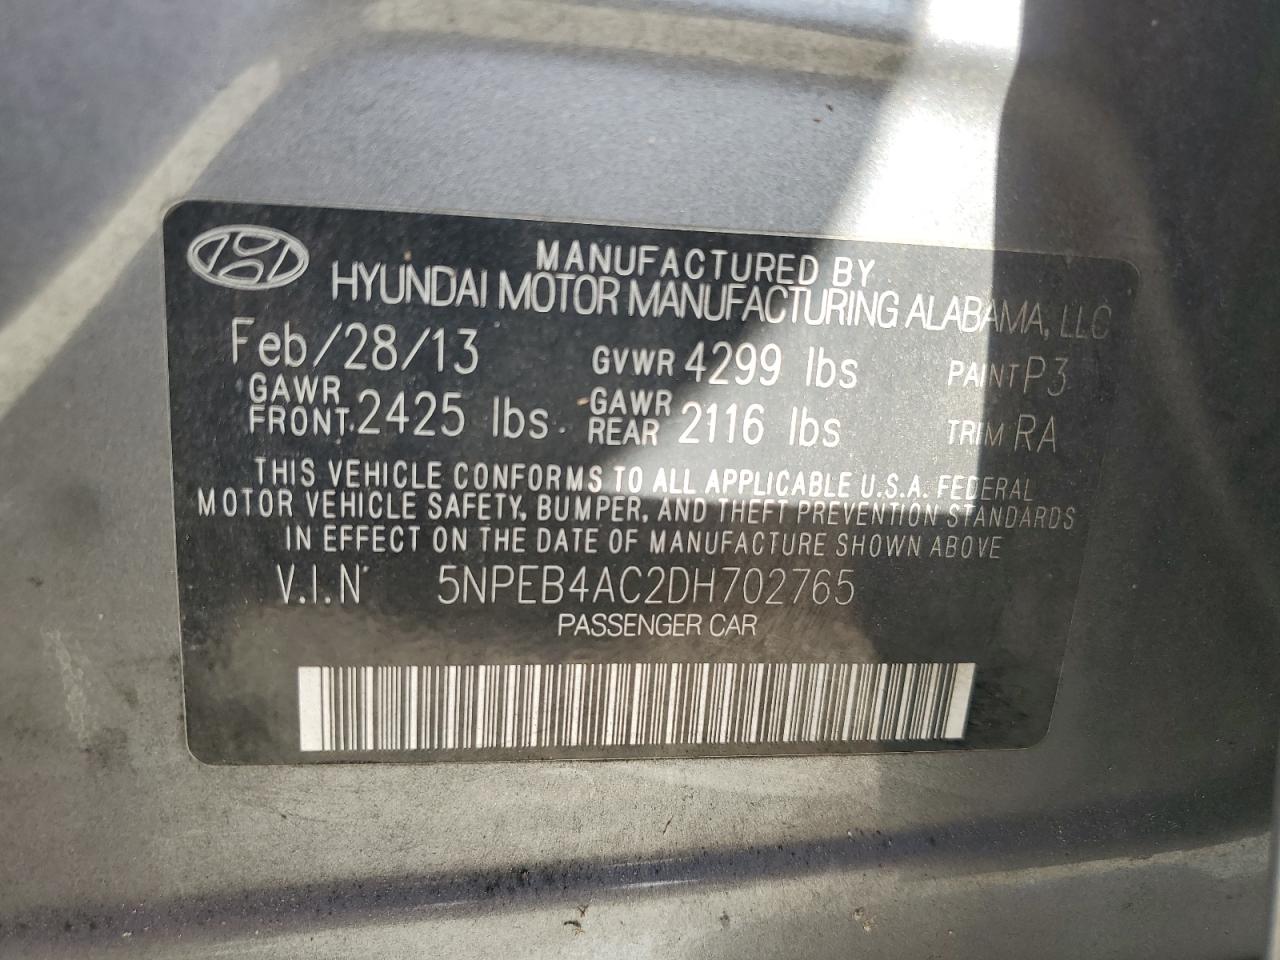 MANUFACTURED BY
HYUNDAI MOTOR MANUFACTURING ALABAMA, LLC
Feb/28/13 GVWR 4299 lbs PAINT P3
GAWR FRONT 2425 lbs GAWR REAR 2116 lbs TRIM RA
THIS VEHICLE CONFORMS TO ALL APPLICABLE U.S.A. FEDERAL
MOTOR VEHICLE SAFETY, BUMPER, AND THEFT PREVENTION STANDARDS
IN EFFECT ON THE DATE OF MANUFACTURE SHOWN ABOVE
V.I.N 5NPEB4AC2DH702765
PASSENGER CAR